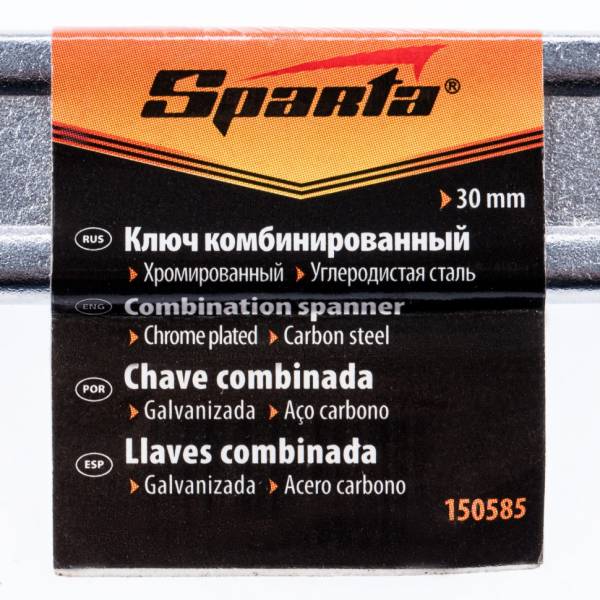 Sparta®
30 mm
RUS Ключ комбинированный
Хромированный Углеродистая сталь
ENG Combination spanner
Chrome plated Carbon steel
POR Chave combinada
Galvanizada Aço carbono
ESP Llaves combinada
Galvanizada Acero carbono
150585